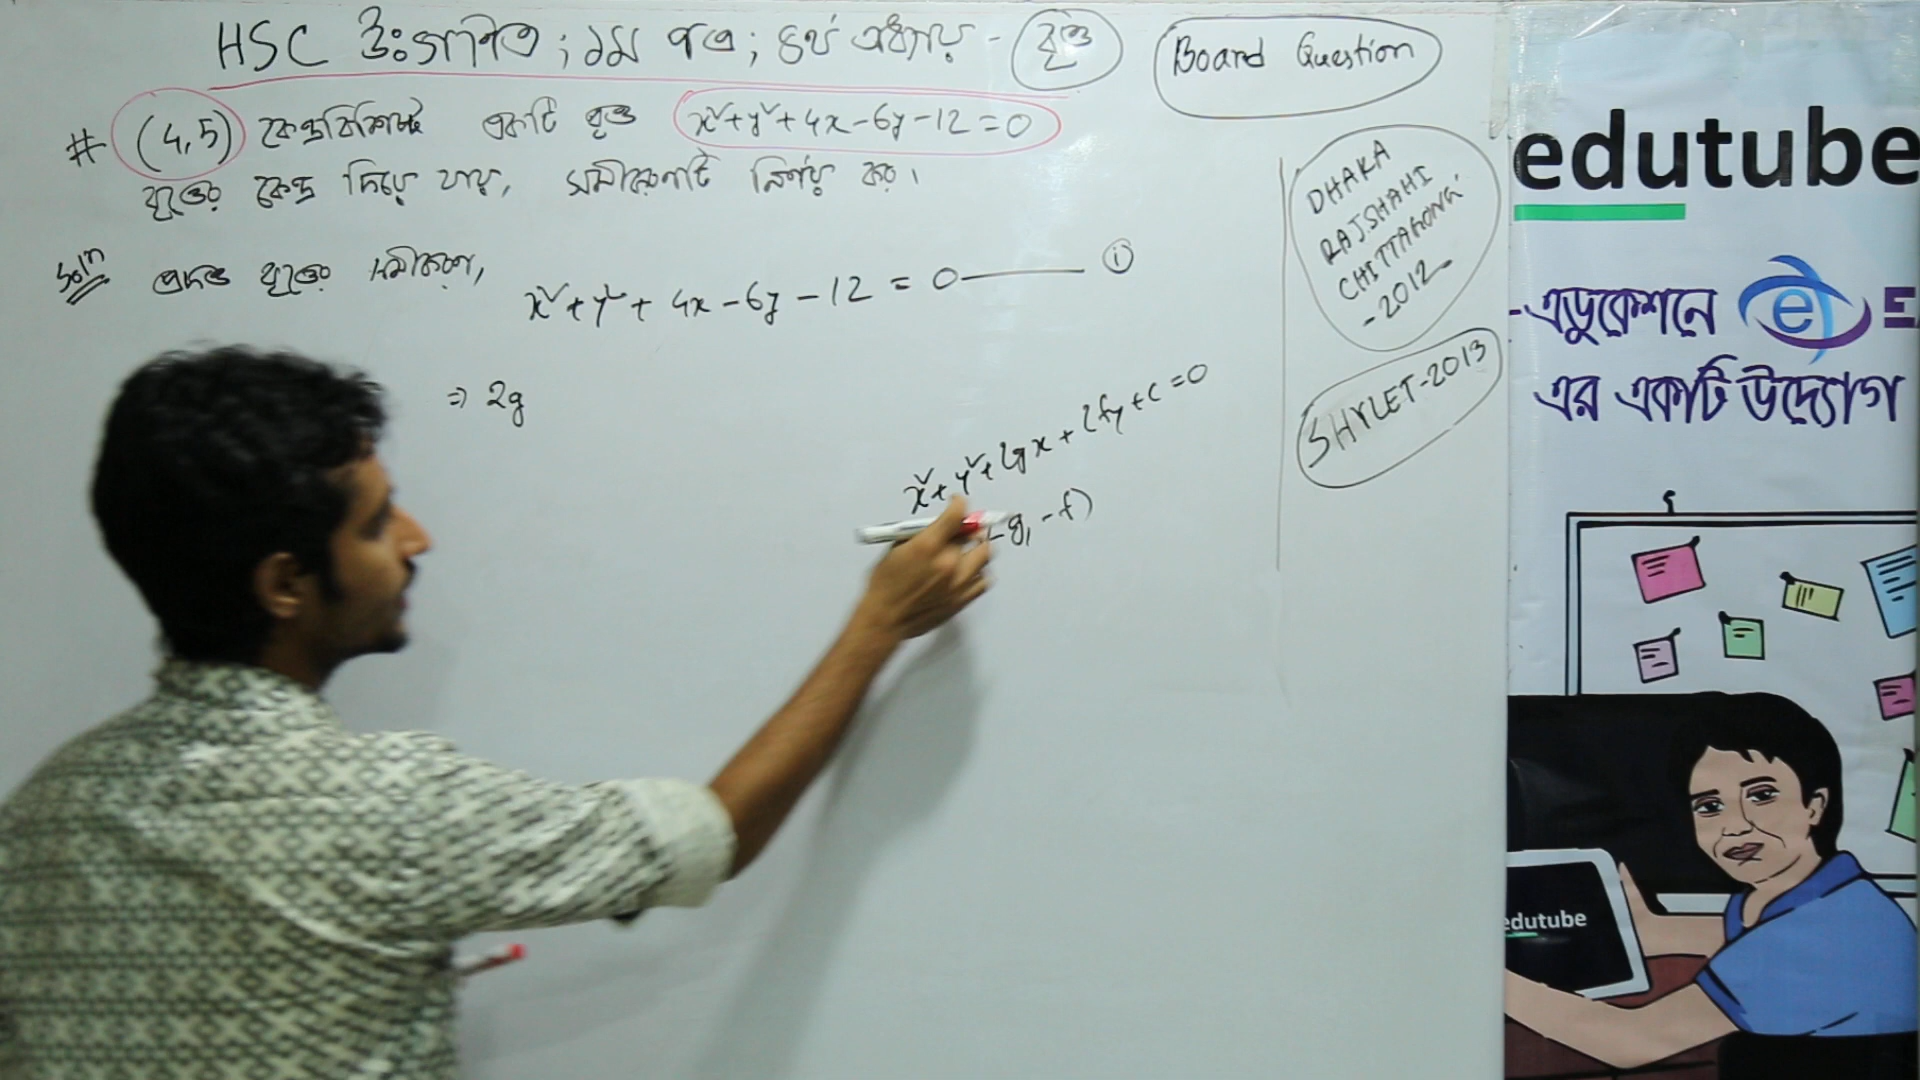 HSC উঃগণিত ; ১ম পত্র ; ৪র্থ অধ্যায় - বৃত্ত
Board Question
# (4,5) কেন্দ্রবিশিষ্ট একটি বৃত্ত x²+y²+4x-6y-12=0
বৃত্তের কেন্দ্র দিয়ে যায়, সমীকরণটি নির্ণয় কর।
DHAKA
RAJSHAHI
CHITTAGONG
-2012
SHYLET-2013
Solⁿ প্রদত্ত বৃত্তের সমীকরণ,
x²+y²+4x-6y-12=0 ——— (i)
⇒ 2g
x²+y²+2gx+2fy+c=0
g, -f)
edutube
-এডুকেশনে e E
এর একটি উদ্যোগ
edutube